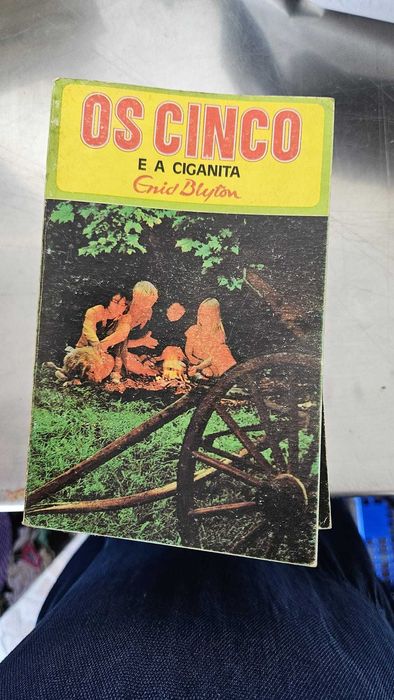 OS CINCO
E A CIGANITA
Enid Blyton